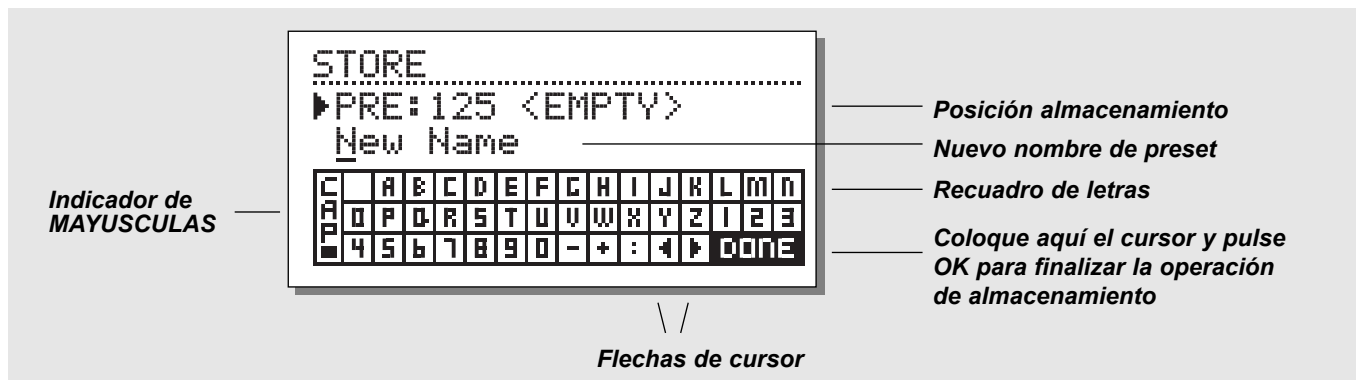 STORE
PRE:125 <EMPTY>
New Name
CAP A B C D E F G H I J K L M N
O P Q R S T U V W X Y Z 1 2 3
4 5 6 7 8 9 0 - + : ◀ ▶ DONE
Indicador de
MAYUSCULAS
Posición almacenamiento
Nuevo nombre de preset
Recuadro de letras
Coloque aquí el cursor y pulse
OK para finalizar la operación
de almacenamiento
Flechas de cursor